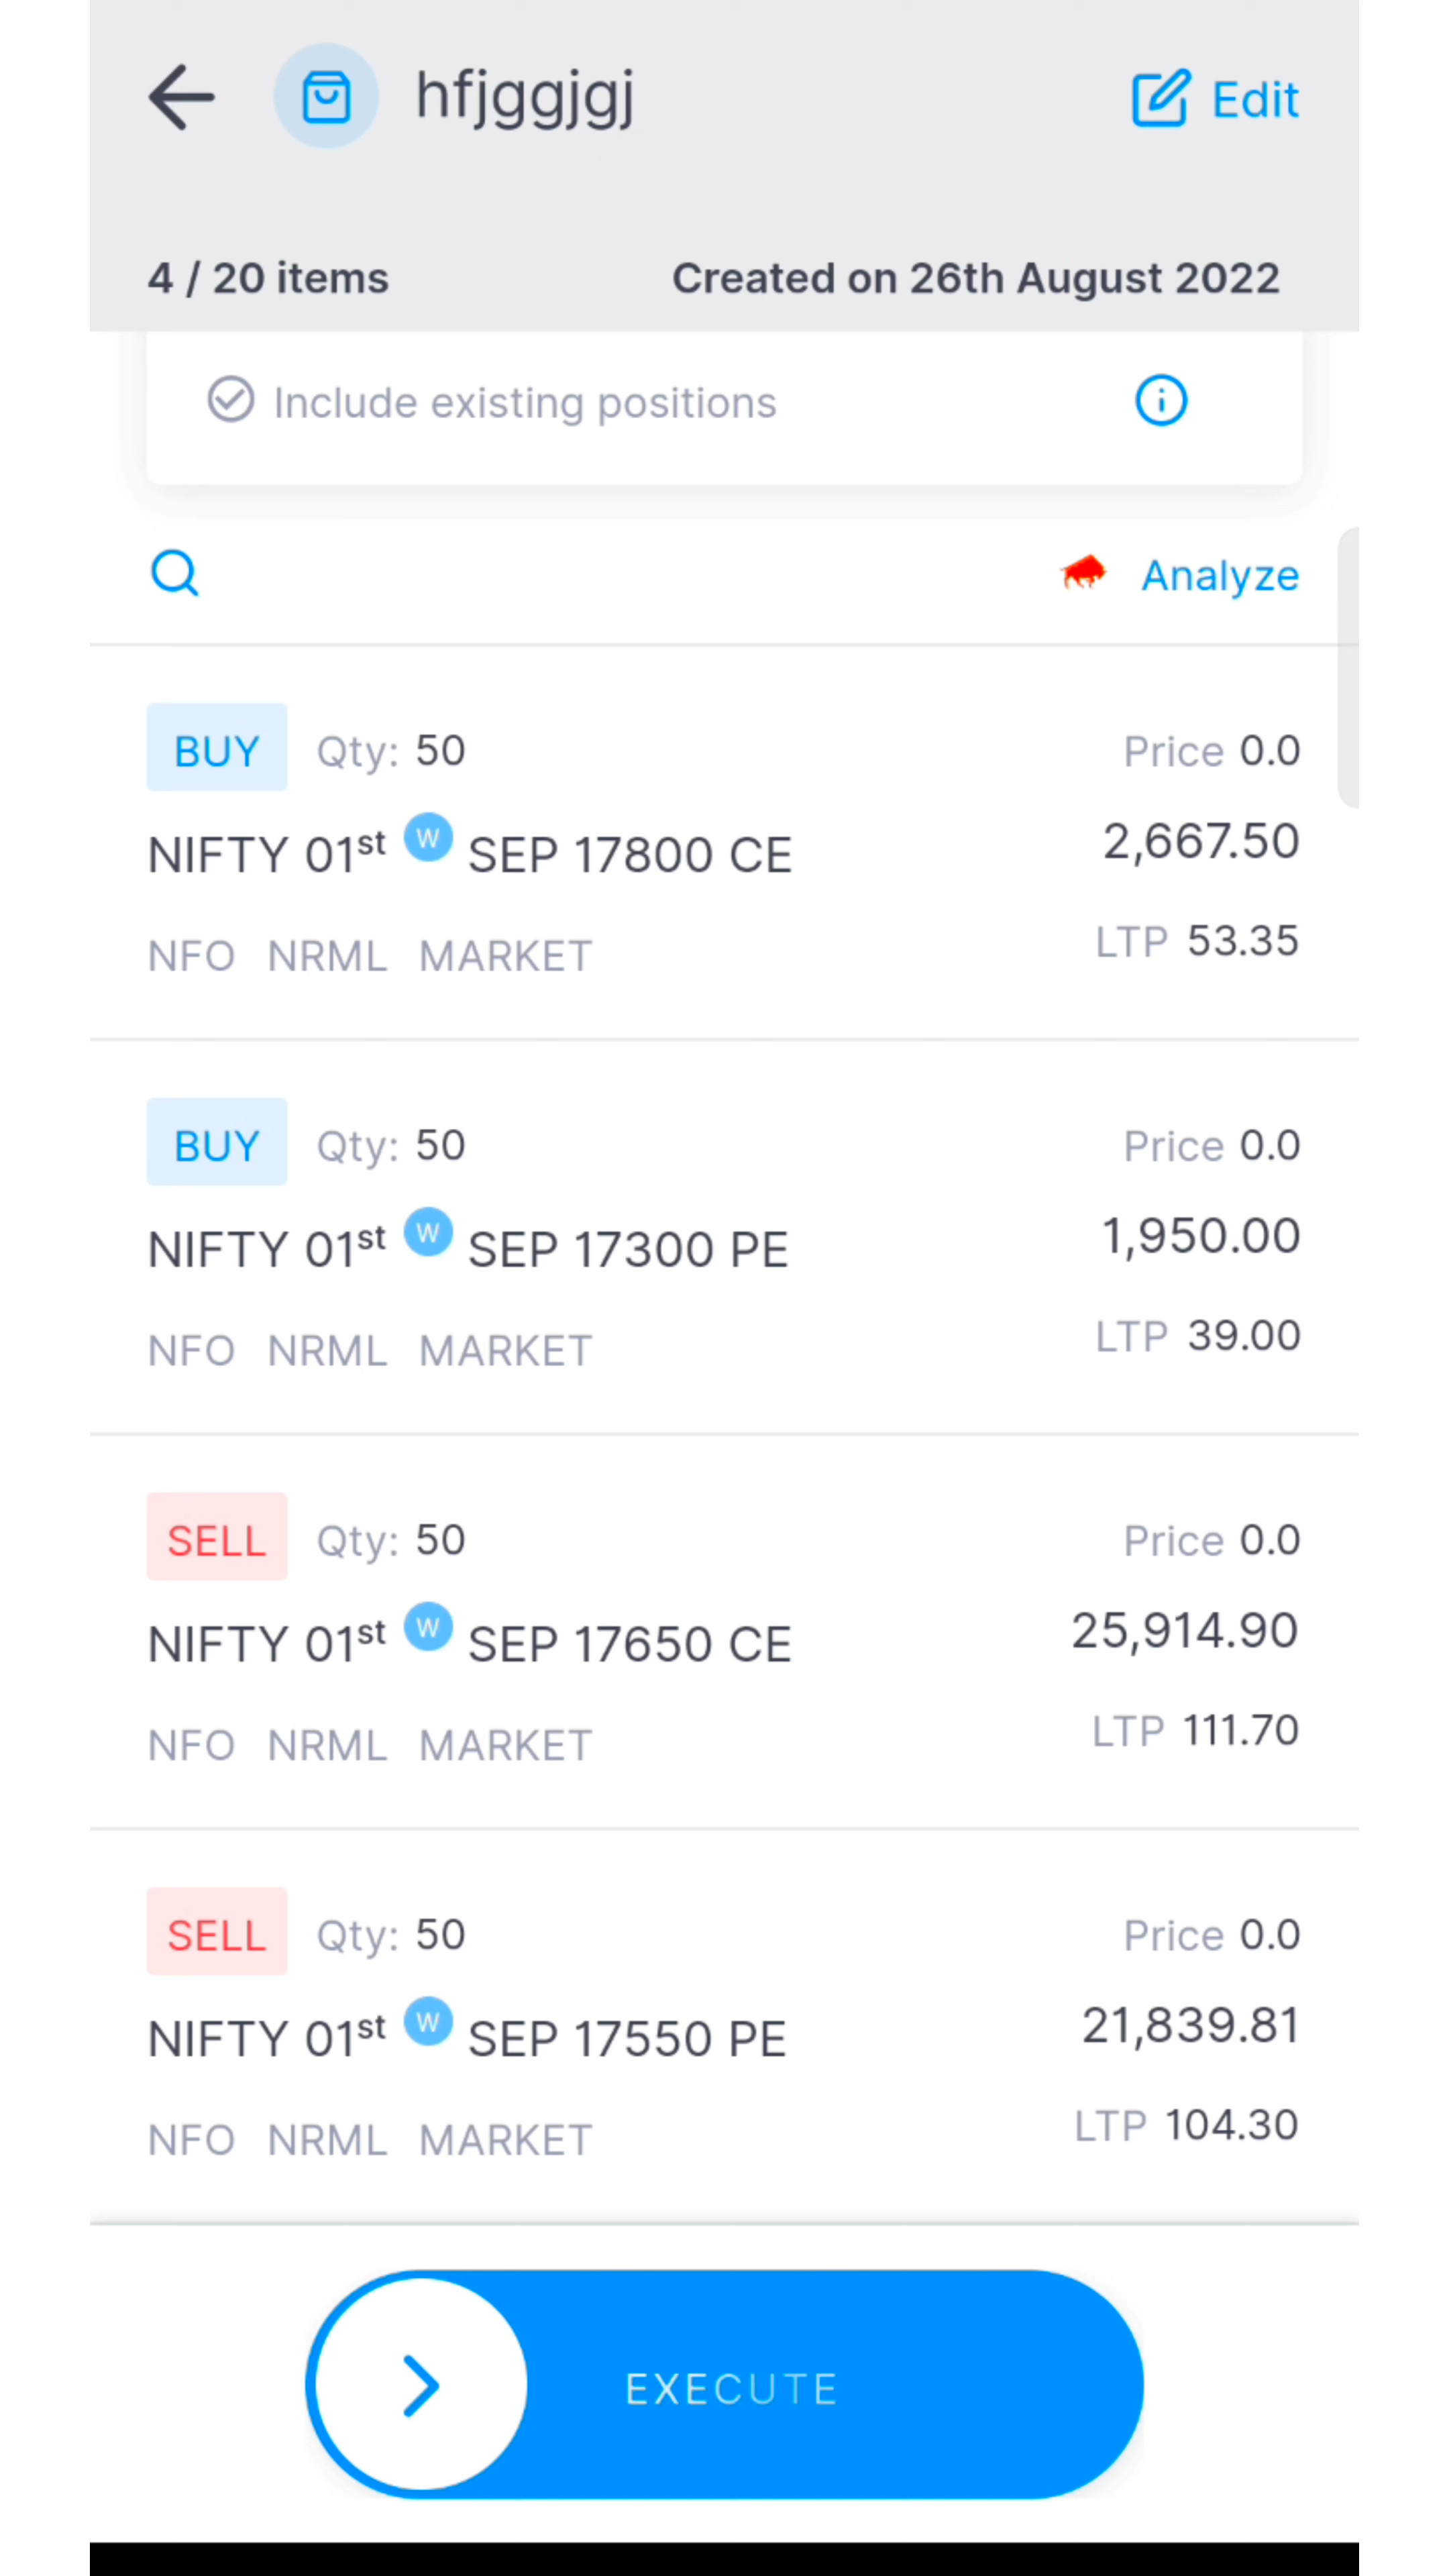 hfjggjgj Edit
4 / 20 items Created on 26th August 2022
Include existing positions
Analyze
BUY Qty: 50 Price 0.0
NIFTY 01st W SEP 17800 CE 2,667.50
NFO NRML MARKET LTP 53.35
BUY Qty: 50 Price 0.0
NIFTY 01st W SEP 17300 PE 1,950.00
NFO NRML MARKET LTP 39.00
SELL Qty: 50 Price 0.0
NIFTY 01st W SEP 17650 CE 25,914.90
NFO NRML MARKET LTP 111.70
SELL Qty: 50 Price 0.0
NIFTY 01st W SEP 17550 PE 21,839.81
NFO NRML MARKET LTP 104.30
EXECUTE